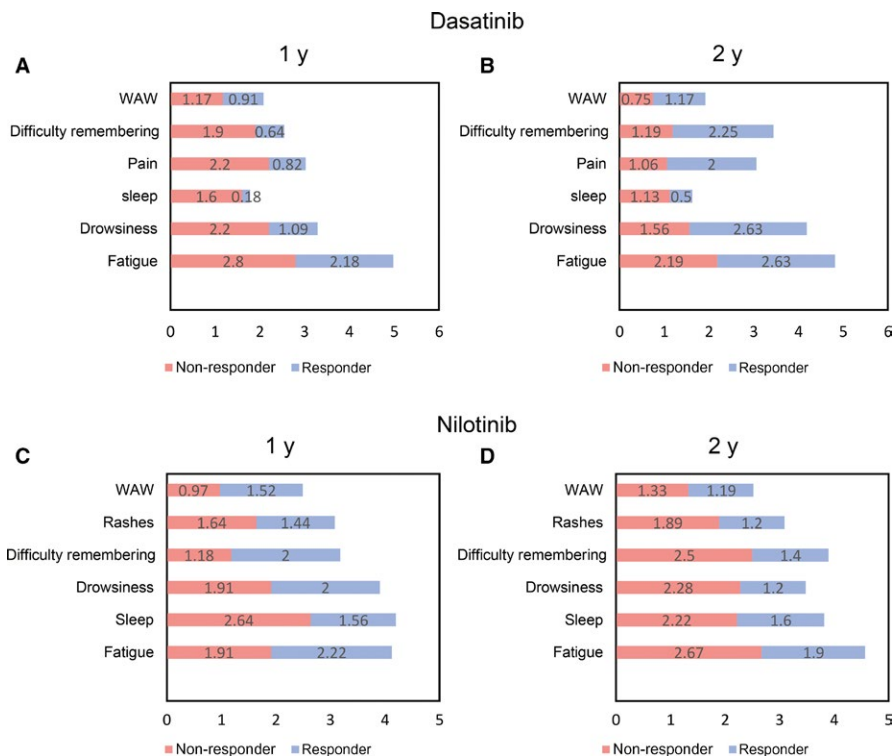 Dasatinib
A
1 y
WAW 1.17 0.91
Difficulty remembering 1.9 0.64
Pain 2.2 0.82
sleep 1.6 0.18
Drowsiness 2.2 1.09
Fatigue 2.8 2.18
0 1 2 3 4 5 6
Non-responder Responder
B
2 y
WAW 0.75 1.17
Difficulty remembering 1.19 2.25
Pain 1.06 2
sleep 1.13 0.5
Drowsiness 1.56 2.63
Fatigue 2.19 2.63
0 1 2 3 4 5 6
Non-responder Responder
Nilotinib
C
1 y
WAW 0.97 1.52
Rashes 1.64 1.44
Difficulty remembering 1.18 2
Drowsiness 1.91 2
Sleep 2.64 1.56
Fatigue 1.91 2.22
0 1 2 3 4 5
Non-responder Responder
D
2 y
WAW 1.33 1.19
Rashes 1.89 1.2
Difficulty remembering 2.5 1.4
Drowsiness 2.28 1.2
Sleep 2.22 1.6
Fatigue 2.67 1.9
0 1 2 3 4 5
Non-responder Responder